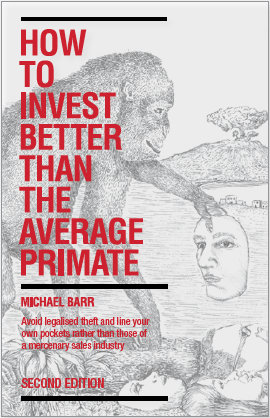 HOW
TO
INVEST
BETTER
THAN
THE
AVERAGE
PRIMATE
MICHAEL BARR
Avoid legalised theft and line your
own pockets rather than those of
a mercenary sales industry
SECOND EDITION